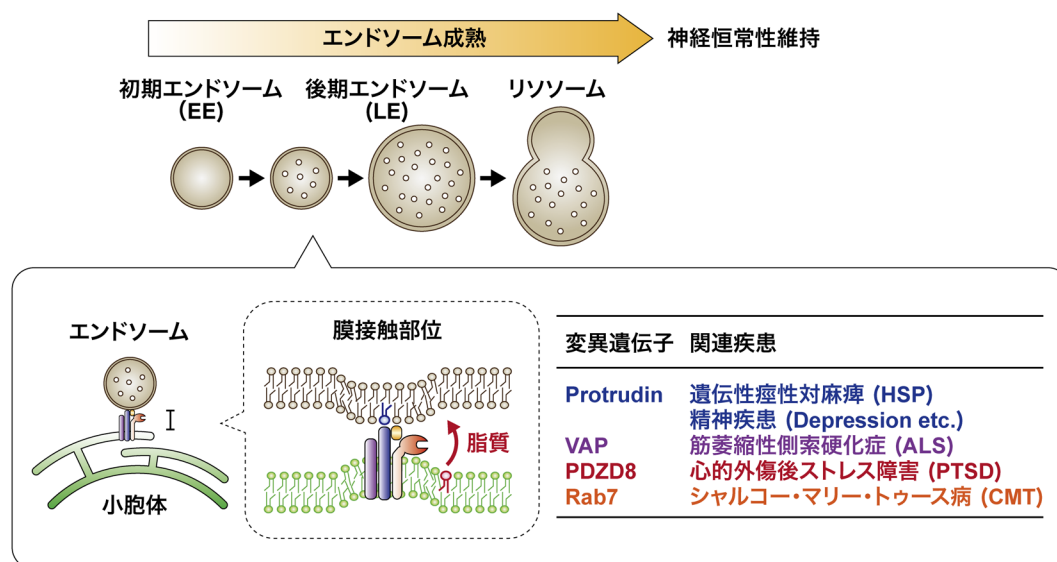 エンドソーム成熟
神経恒常性維持
初期エンドソーム
(EE)
後期エンドソーム
(LE)
リソソーム
エンドソーム
小胞体
膜接触部位
脂質
変異遺伝子 関連疾患
Protrudin 遺伝性痙性対麻痺 (HSP)
精神疾患 (Depression etc.)
VAP 筋萎縮性側索硬化症 (ALS)
PDZD8 心的外傷後ストレス障害 (PTSD)
Rab7 シャルコー・マリー・トゥース病 (CMT)